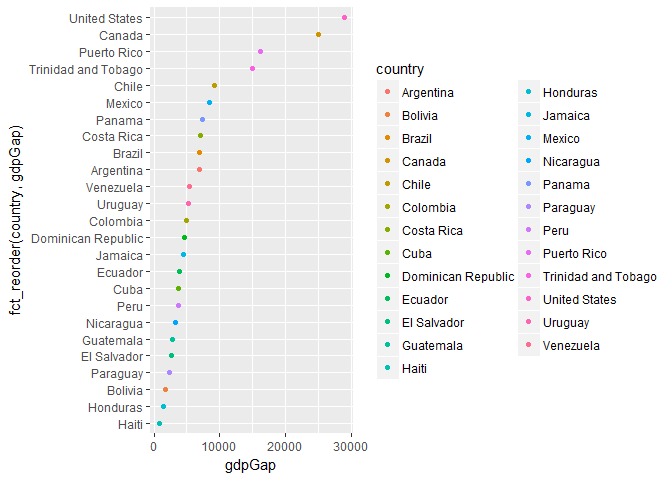 fct_reorder(country, gdpGap)
United States
Canada
Puerto Rico
Trinidad and Tobago
Chile
Mexico
Panama
Costa Rica
Brazil
Argentina
Venezuela
Uruguay
Colombia
Dominican Republic
Jamaica
Ecuador
Cuba
Peru
Nicaragua
Guatemala
El Salvador
Paraguay
Bolivia
Honduras
Haiti
0 10000 20000 30000
gdpGap
country
Argentina
Bolivia
Brazil
Canada
Chile
Colombia
Costa Rica
Cuba
Dominican Republic
Ecuador
El Salvador
Guatemala
Haiti
Honduras
Jamaica
Mexico
Nicaragua
Panama
Paraguay
Peru
Puerto Rico
Trinidad and Tobago
United States
Uruguay
Venezuela